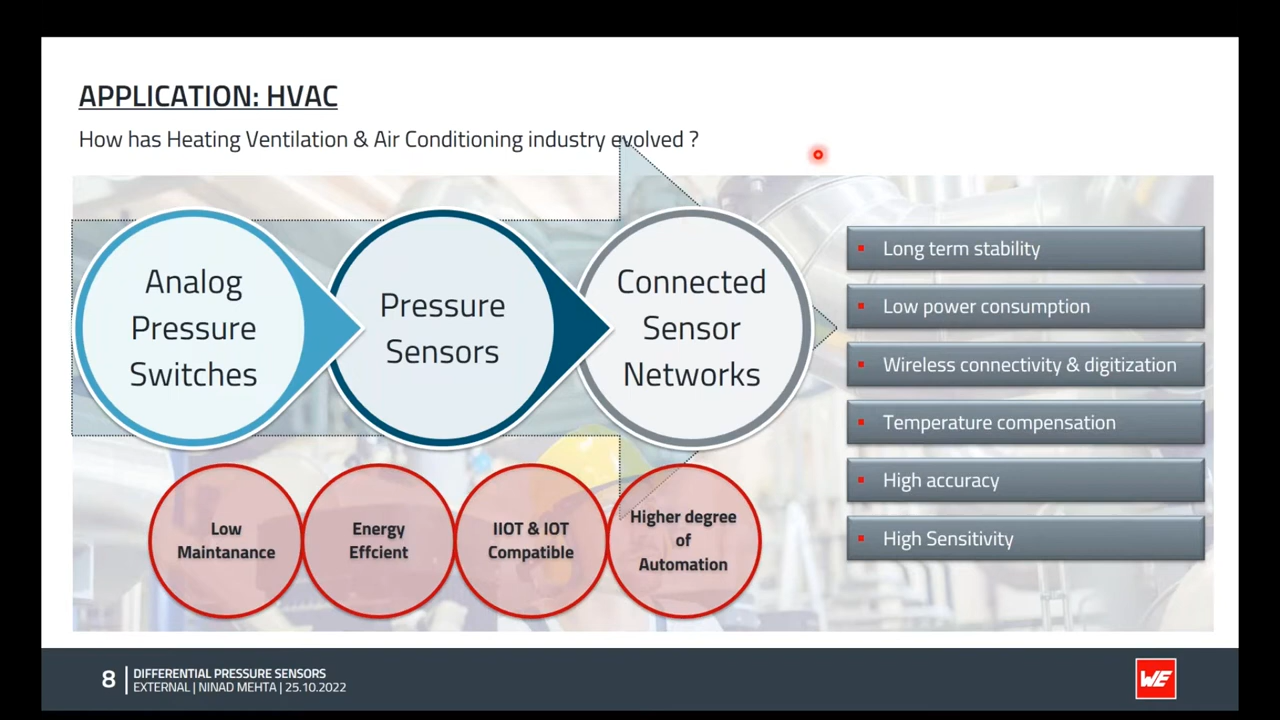 APPLICATION: HVAC
How has Heating Ventilation & Air Conditioning industry evolved ?
Analog
Pressure
Switches
Pressure
Sensors
Connected
Sensor
Networks
Low
Maintanance
Energy
Effcient
IIOT & IOT
Compatible
Higher degree
of
Automation
Long term stability
Low power consumption
Wireless connectivity & digitization
Temperature compensation
High accuracy
High Sensitivity
8
DIFFERENTIAL PRESSURE SENSORS
EXTERNAL | NINAD MEHTA | 25.10.2022
WE